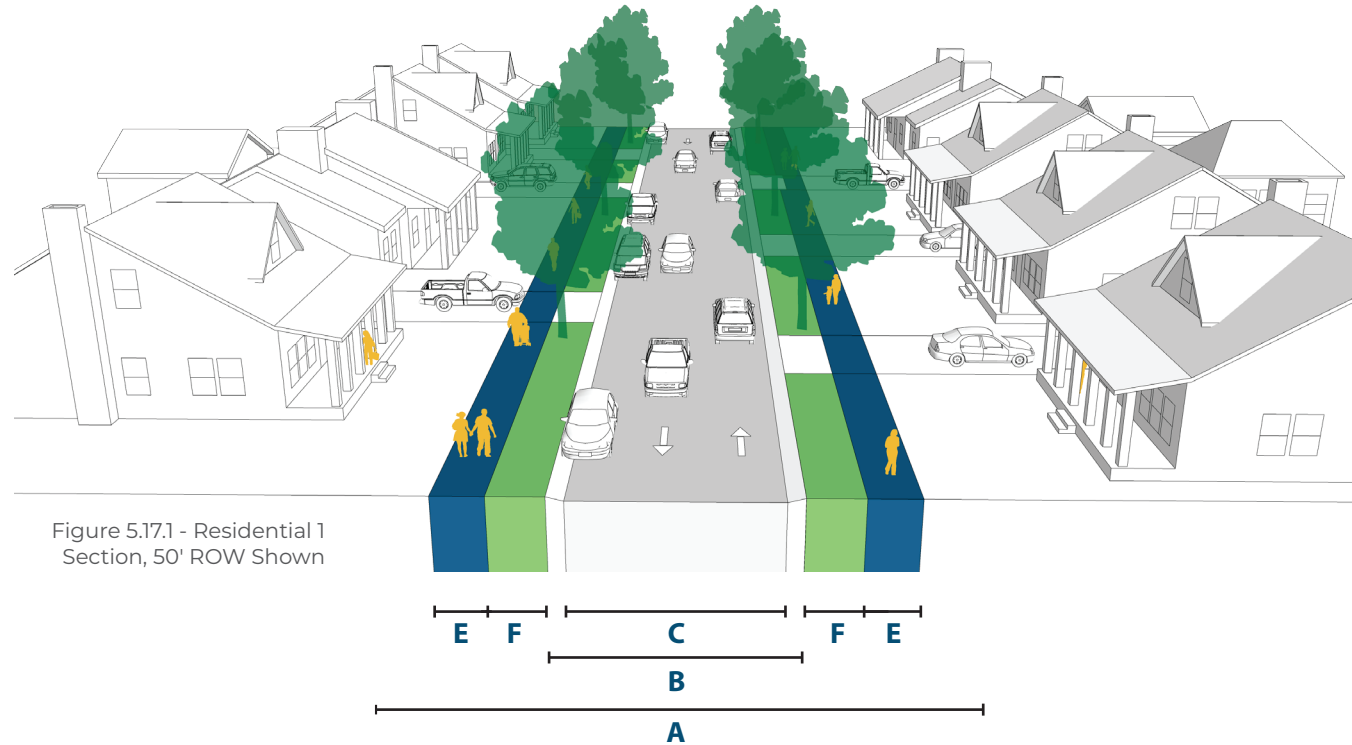 Figure 5.17.1 - Residential 1
Section, 50' ROW Shown
E F C F E
B
A